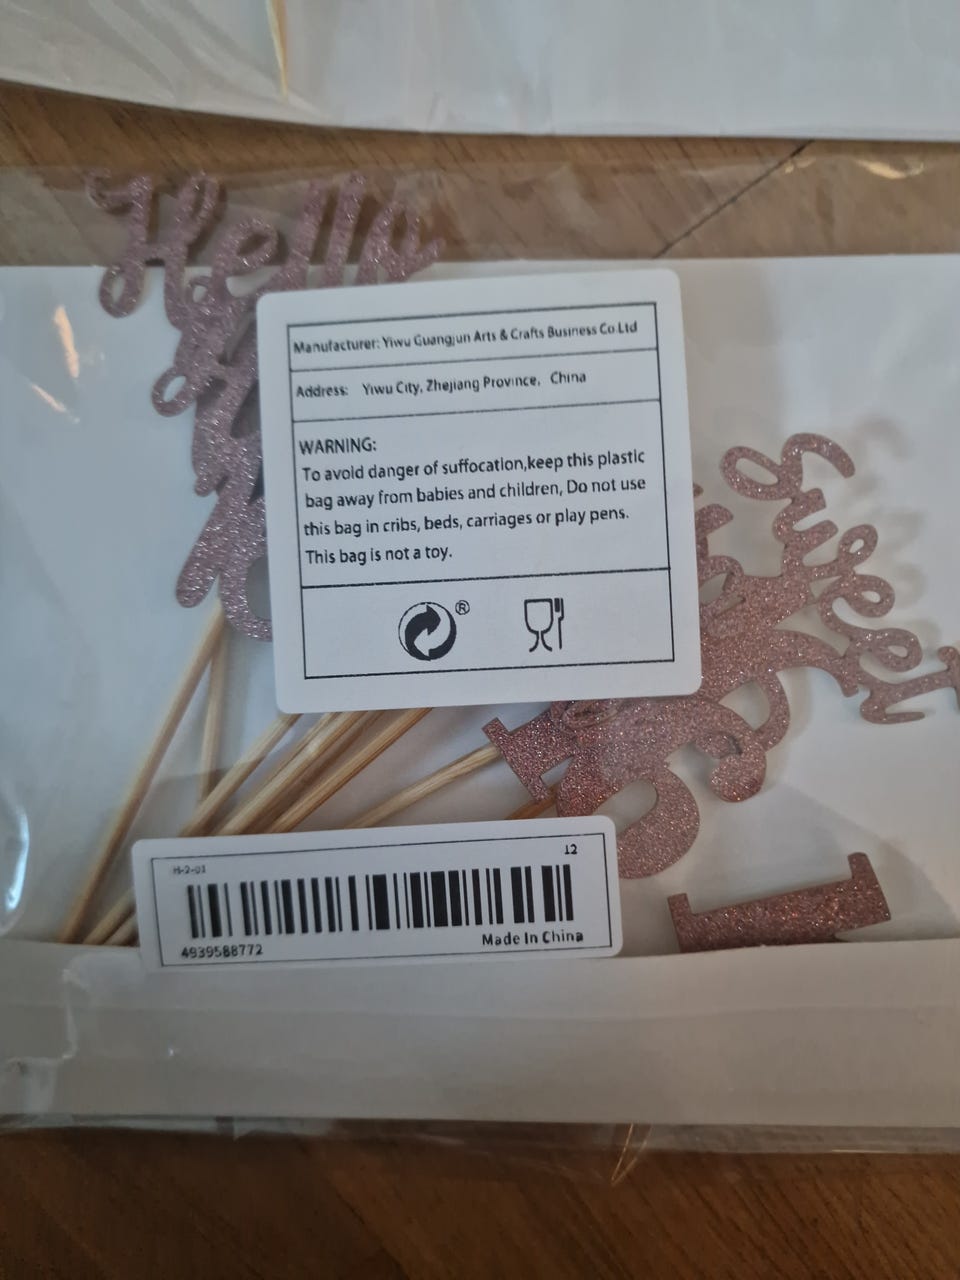 Hello
Manufacturer: Yiwu Guangjun Arts & Crafts Business Co.Ltd
Address: Yiwu City, Zhejiang Province, China
WARNING:
To avoid danger of suffocation,keep this plastic
bag away from babies and children, Do not use
this bag in cribs, beds, carriages or play pens.
This bag is not a toy.
®
H-2-01
12
4939588772
Made In China